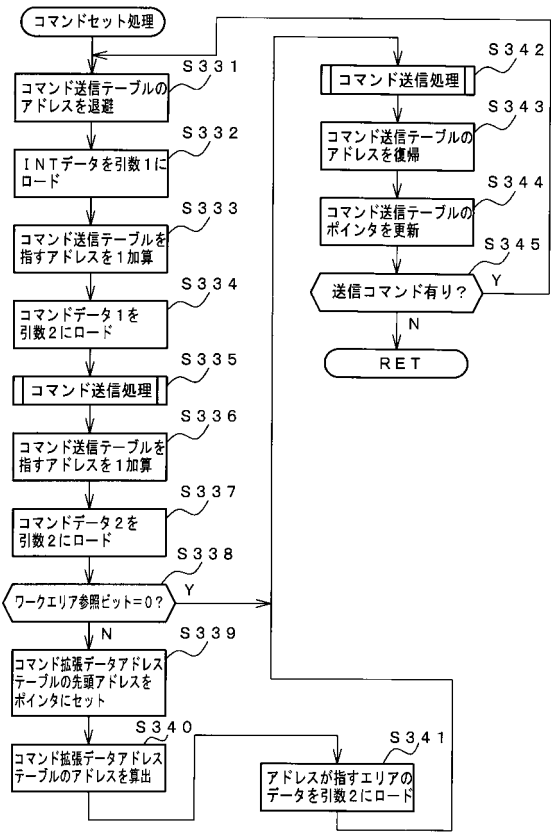 コマンドセット処理
S331
コマンド送信テーブルの
アドレスを退避
S332
INTデータを引数1に
ロード
S333
コマンド送信テーブルを
指すアドレスを1加算
S334
コマンドデータ1を
引数2にロード
S335
コマンド送信処理
S336
コマンド送信テーブルを
指すアドレスを1加算
S337
コマンドデータ2を
引数2にロード
S338
ワークエリア参照ビット=0?
Y
N
S339
コマンド拡張データアドレス
テーブルの先頭アドレスを
ポインタにセット
S340
コマンド拡張データアドレス
テーブルのアドレスを算出
S341
アドレスが指すエリアの
データを引数2にロード
S342
コマンド送信処理
S343
コマンド送信テーブルの
アドレスを復帰
S344
コマンド送信テーブルの
ポインタを更新
S345
送信コマンド有り?
Y
N
RET